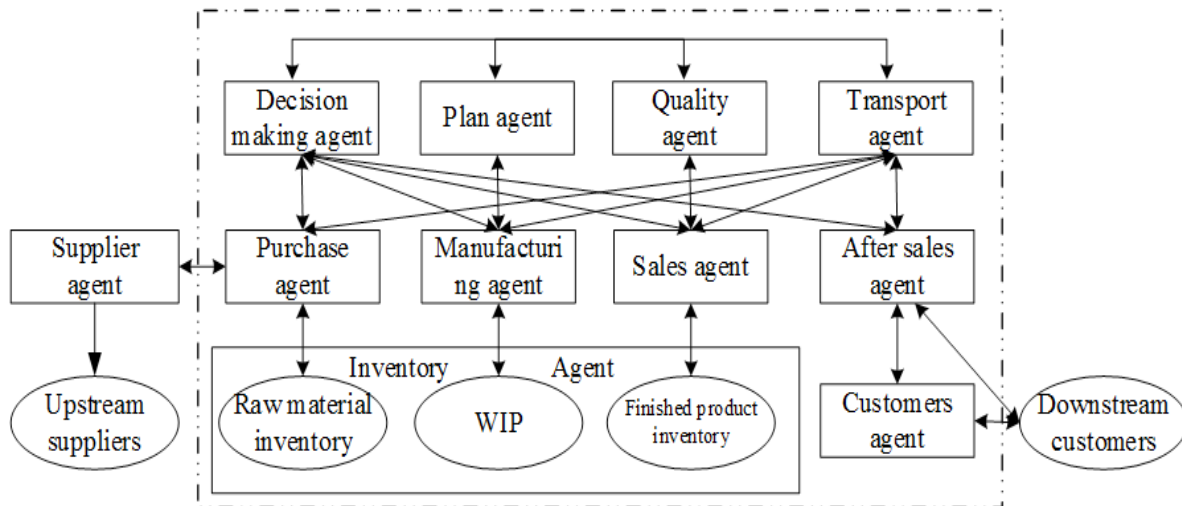 Decision
making agent
Plan agent
Quality
agent
Transport
agent
Supplier
agent
Purchase
agent
Manufacturi
ng agent
Sales agent
After sales
agent
Inventory Agent
Upstream
suppliers
Raw material
inventory
WIP
Finished product
inventory
Customers
agent
Downstream
customers